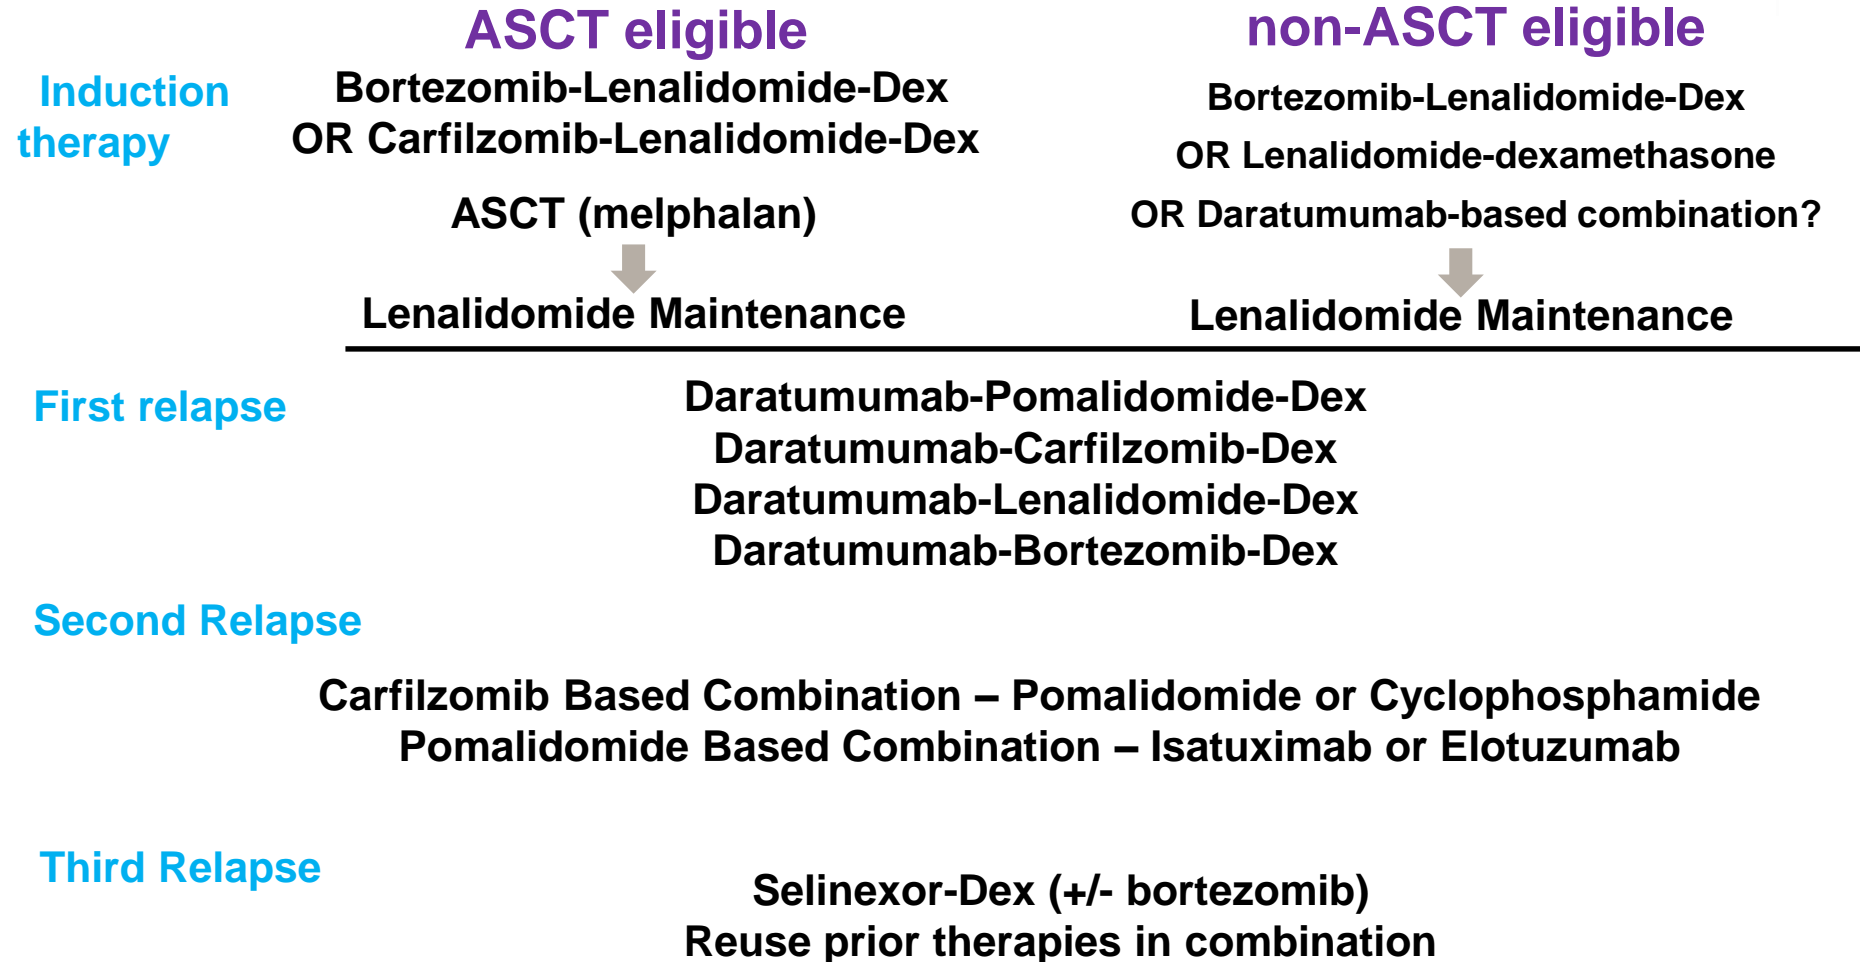 ASCT eligible
non-ASCT eligible
Induction
therapy
Bortezomib-Lenalidomide-Dex
OR Carfilzomib-Lenalidomide-Dex
ASCT (melphalan)
Lenalidomide Maintenance
Bortezomib-Lenalidomide-Dex
OR Lenalidomide-dexamethasone
OR Daratumumab-based combination?
Lenalidomide Maintenance
First relapse
Daratumumab-Pomalidomide-Dex
Daratumumab-Carfilzomib-Dex
Daratumumab-Lenalidomide-Dex
Daratumumab-Bortezomib-Dex
Second Relapse
Carfilzomib Based Combination – Pomalidomide or Cyclophosphamide
Pomalidomide Based Combination – Isatuximab or Elotuzumab
Third Relapse
Selinexor-Dex (+/- bortezomib)
Reuse prior therapies in combination